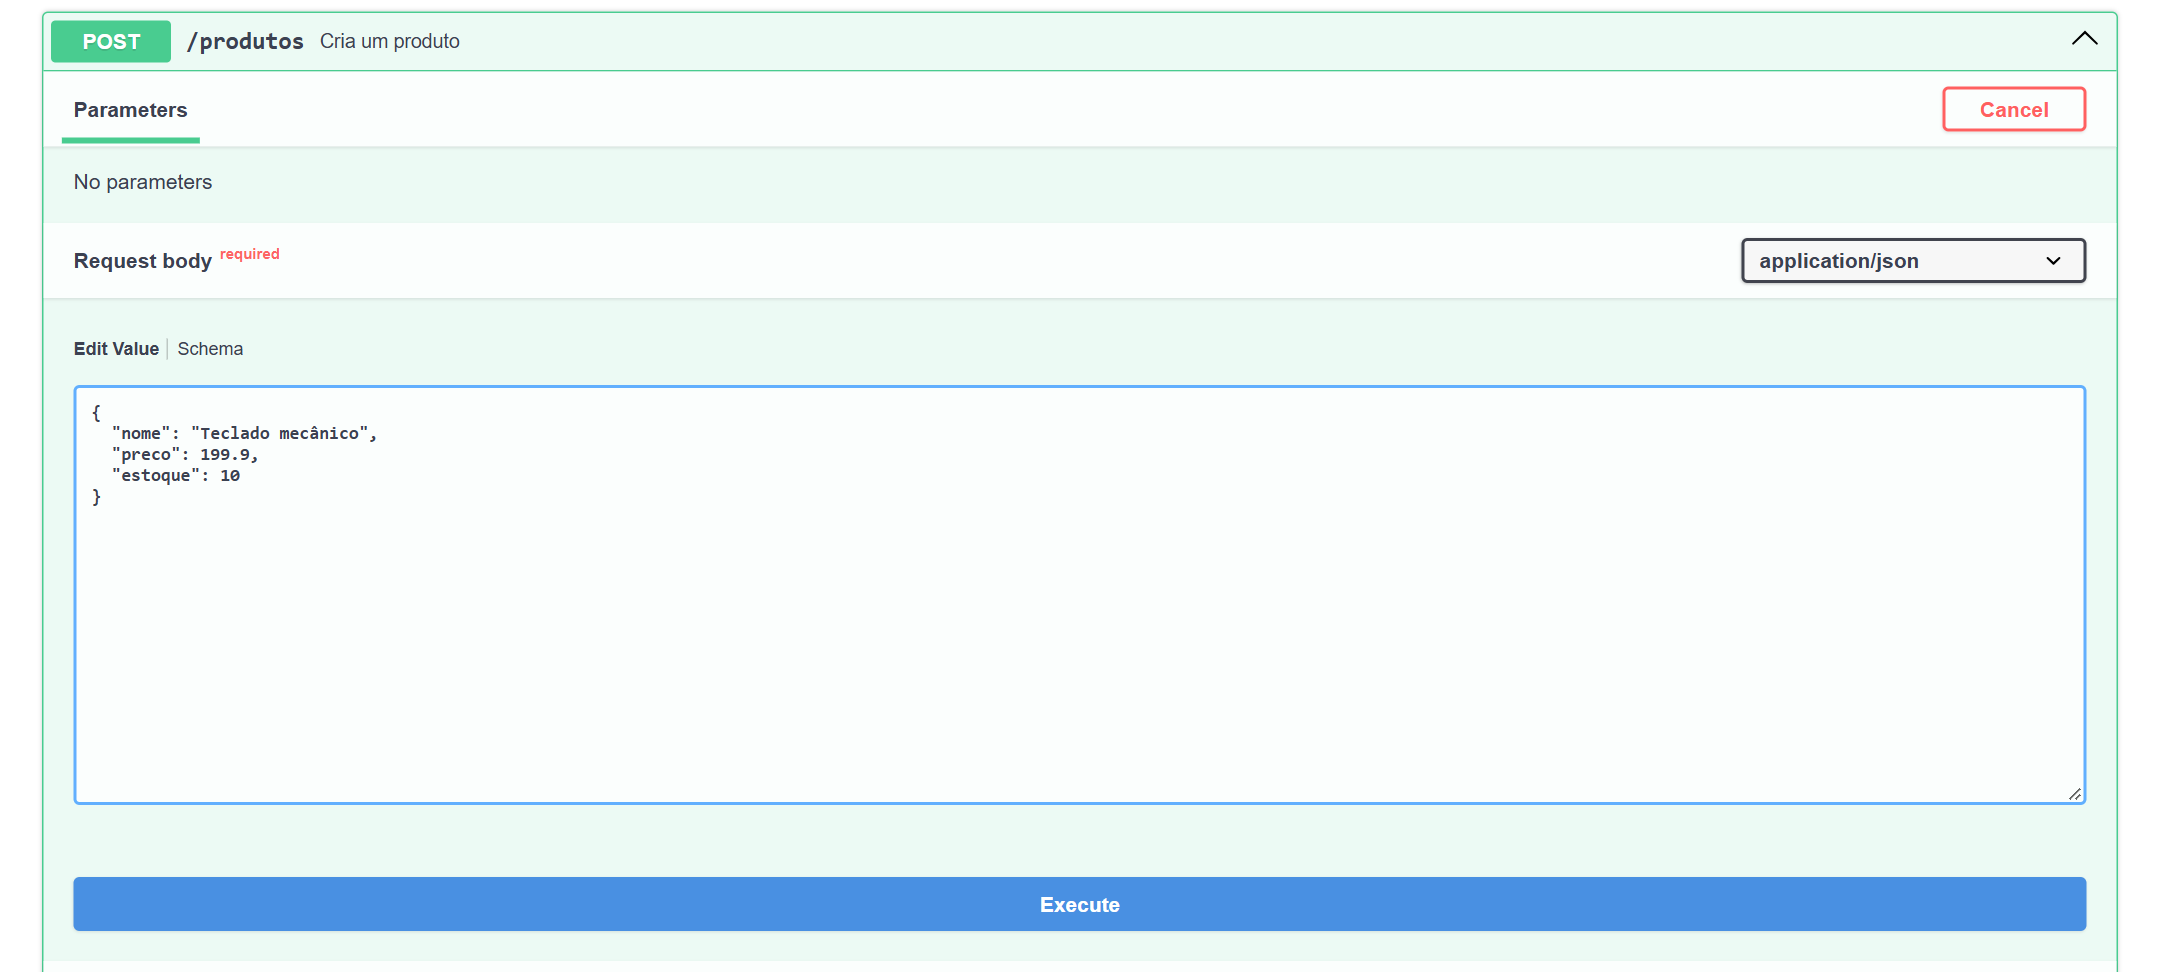 POST /produtos Cria um produto
Parameters
Cancel
No parameters
Request body required
application/json
Edit Value | Schema
{
  "nome": "Teclado mecânico",
  "preco": 199.9,
  "estoque": 10
}
Execute